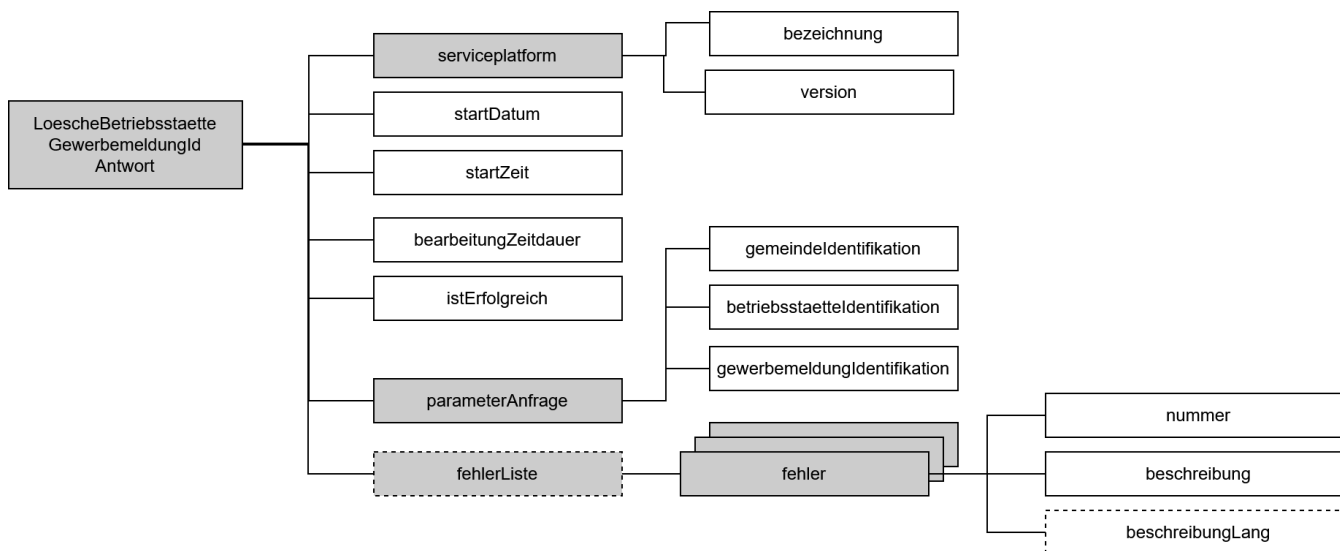 LoescheBetriebsstaette
GewerbemeldungId
Antwort
serviceplatform
bezeichnung
version
startDatum
startZeit
bearbeitungZeitdauer
istErfolgreich
parameterAnfrage
gemeindeIdentifikation
betriebsstaetteIdentifikation
gewerbemeldungIdentifikation
fehlerListe
fehler
nummer
beschreibung
beschreibungLang